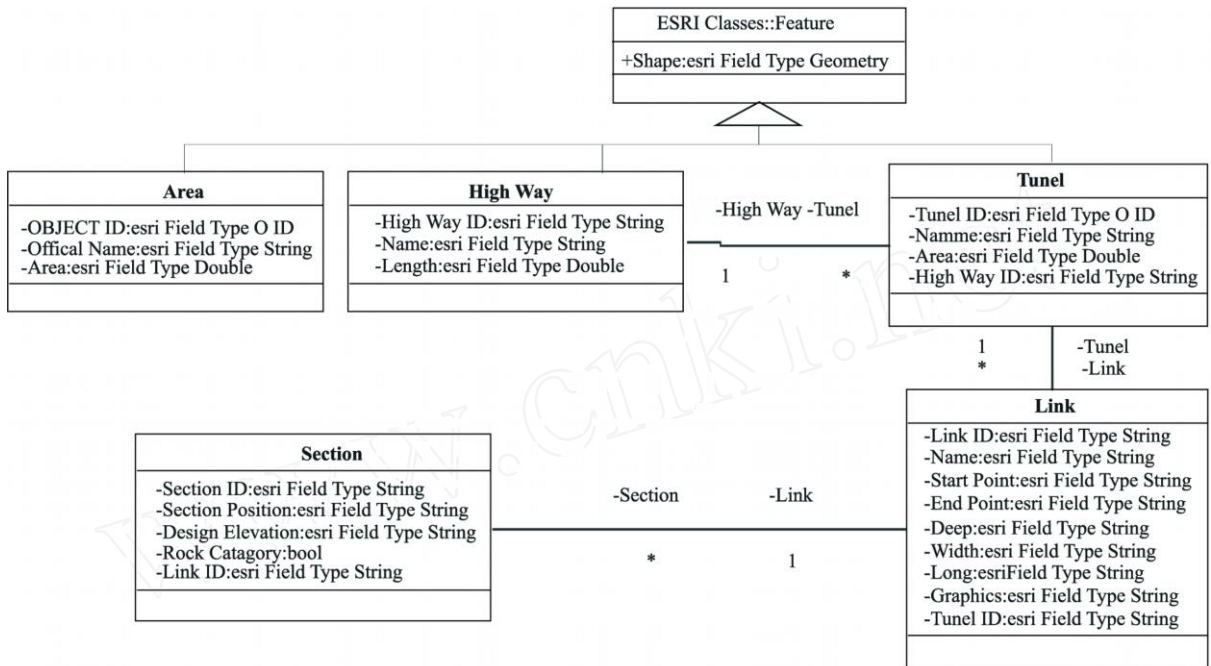 ESRI Classes::Feature
+Shape:esri Field Type Geometry
Area
-OBJECT ID:esri Field Type O ID
-Offical Name:esri Field Type String
-Area:esri Field Type Double
High Way
-High Way ID:esri Field Type String
-Name:esri Field Type String
-Length:esri Field Type Double
-High Way -Tunel
1 *
Tunel
-Tunel ID:esri Field Type O ID
-Namme:esri Field Type String
-Area:esri Field Type Double
-High Way ID:esri Field Type String
1 -Tunel
* -Link
Link
-Link ID:esri Field Type String
-Name:esri Field Type String
-Start Point:esri Field Type String
-End Point:esri Field Type String
-Deep:esri Field Type String
-Width:esri Field Type String
-Long:esriField Type String
-Graphics:esri Field Type String
-Tunel ID:esri Field Type String
Section
-Section ID:esri Field Type String
-Section Position:esri Field Type String
-Design Elevation:esri Field Type String
-Rock Catagory:bool
-Link ID:esri Field Type String
-Section -Link
* 1
www.cnki.net